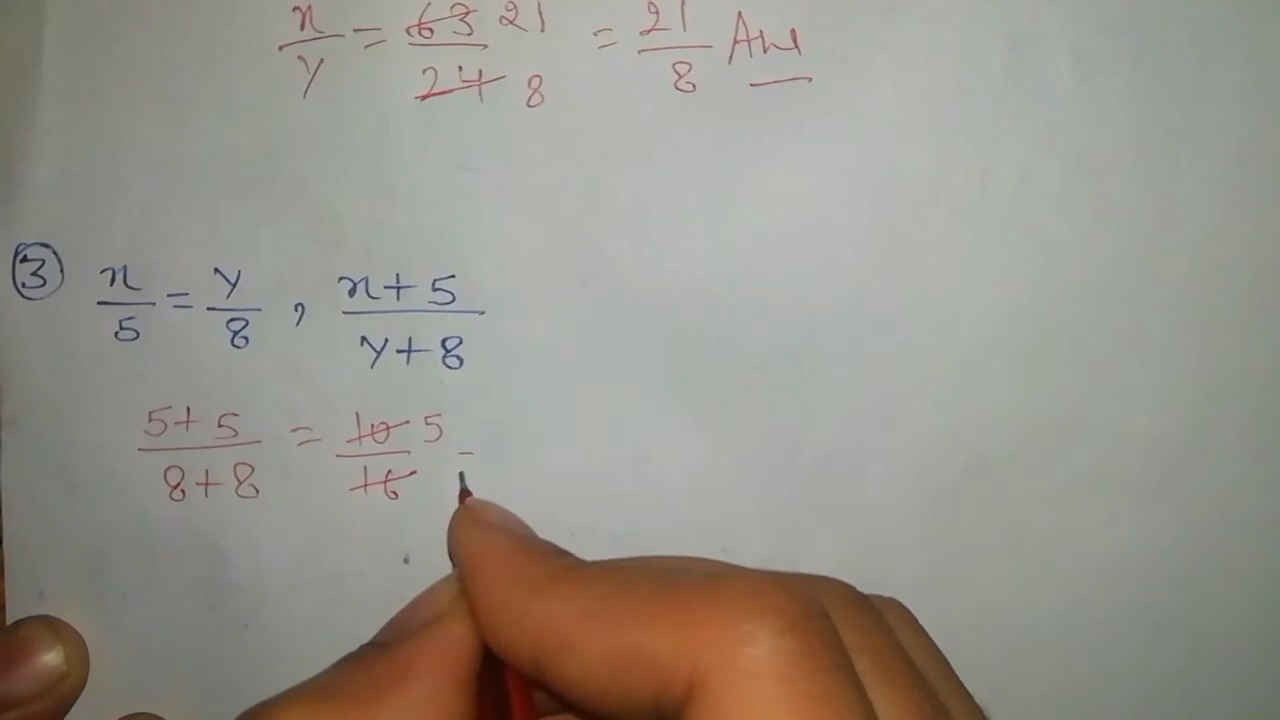 x/y = 63/24 21/8 = 21/8 Ans
③ x/5 = y/8 , x+5/y+8
5+5/8+8 = 10/16 5